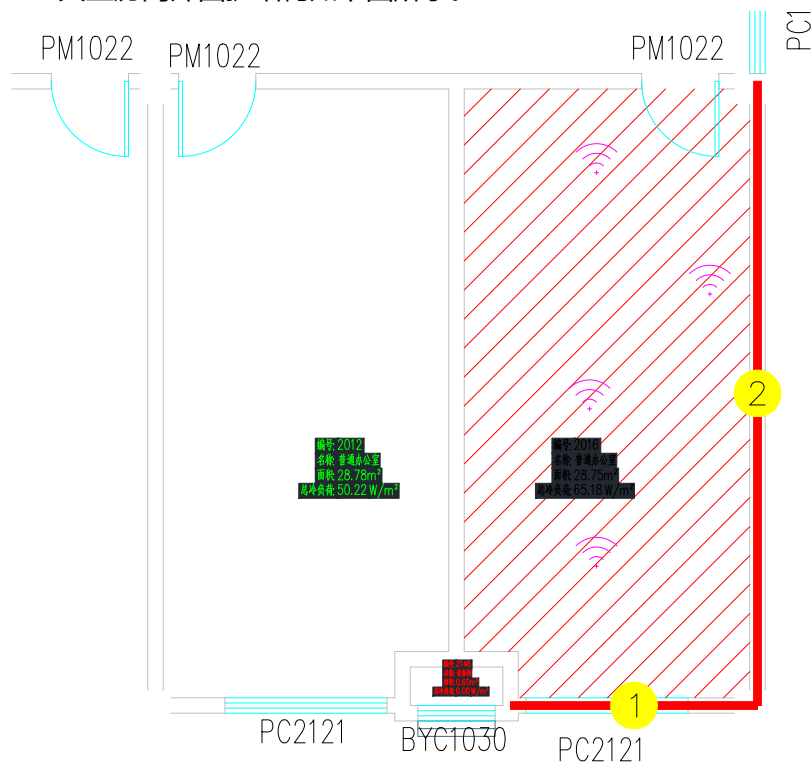 PC1
PM1022
PM1022
PM1022
2
编号: 2012
名称: 普通办公室
面积: 28.78m²
总冷负荷: 50.22 W/m²
编号: 2016
名称: 普通办公室
面积: 28.75m²
总冷负荷: 65.18 W/m²
1
PC2121
BYC1030
PC2121